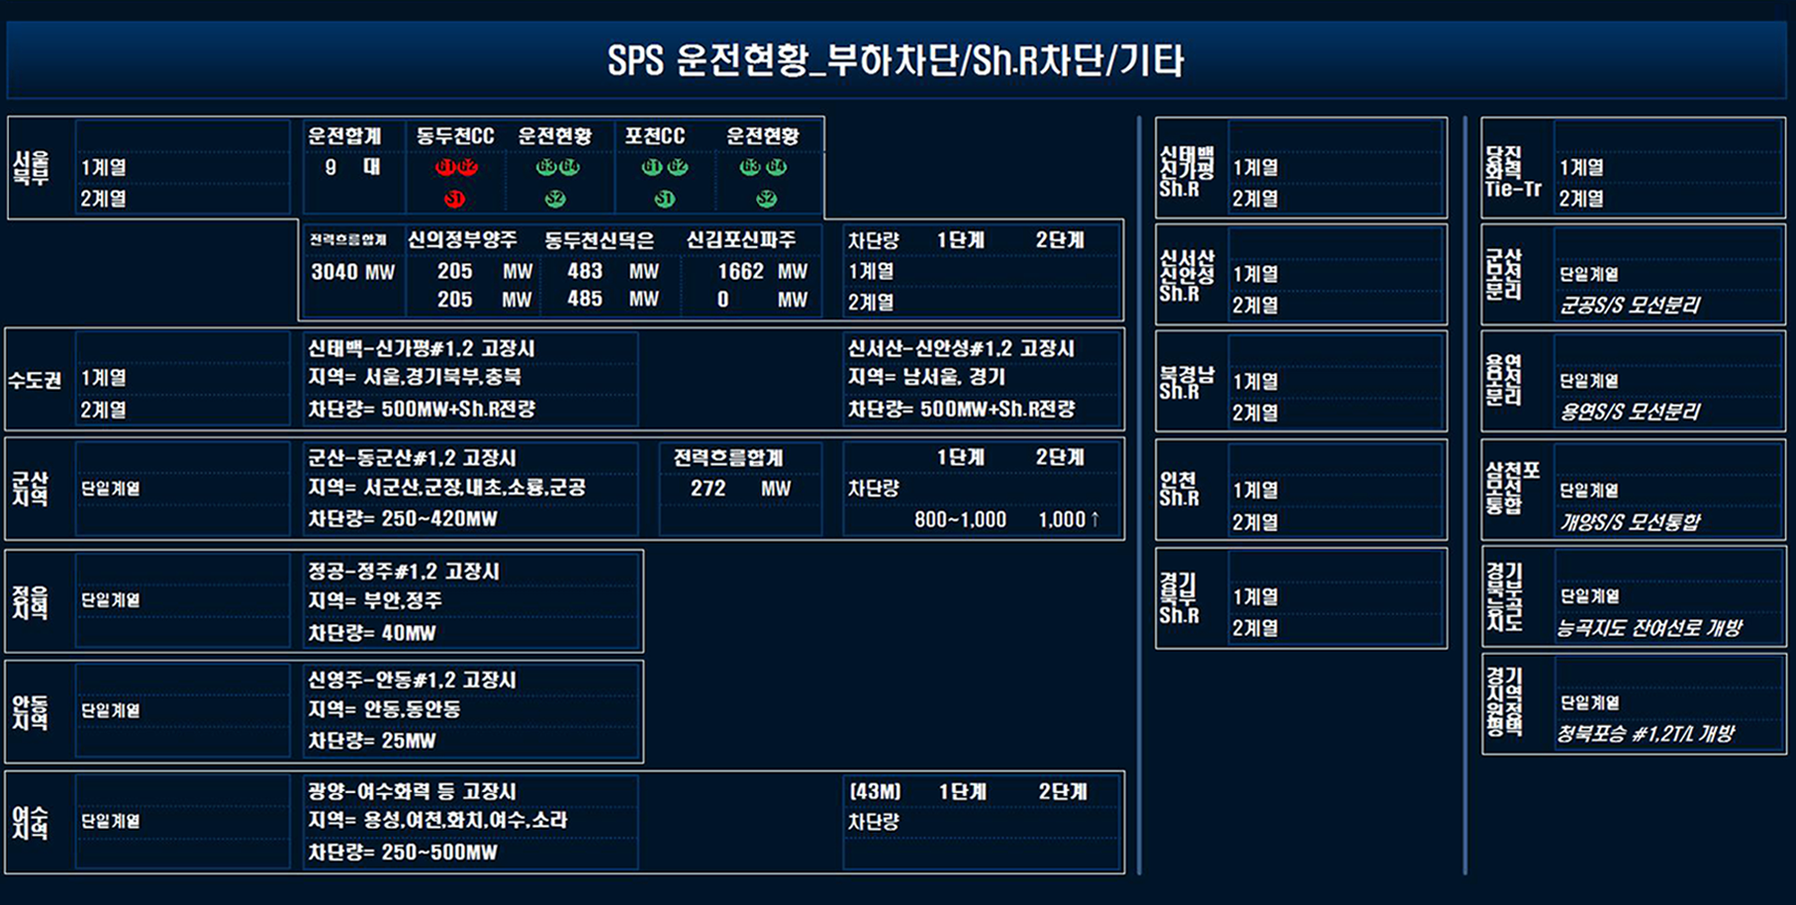 SPS 운전현황_부하차단/Sh.R차단/기타
서울
북부
1계열
2계열
운전합계 동두천CC 운전현황 포천CC 운전현황
9 대 G1 G2 G3 G4 G1 G2 G3 G4
S1 S2 S1 S2
전력흐름합계 신의정부양주 동두천신덕은 신김포신파주
3040 MW 205 MW 483 MW 1662 MW
205 MW 485 MW 0 MW
차단량 1단계 2단계
1계열
2계열
수도권
1계열
2계열
신태백-신가평#1,2 고장시
지역= 서울,경기북부,충북
차단량= 500MW+Sh.R전량
신서산-신안성#1,2 고장시
지역= 남서울, 경기
차단량= 500MW+Sh.R전량
군산
지역
단일계열
군산-동군산#1,2 고장시
지역= 서군산,군장,내초,소룡,군공
차단량= 250~420MW
전력흐름합계
272 MW
1단계 2단계
차단량
800~1,000 1,000↑
정읍
지역
단일계열
정공-정주#1,2 고장시
지역= 부안,정주
차단량= 40MW
안동
지역
단일계열
신영주-안동#1,2 고장시
지역= 안동,동안동
차단량= 25MW
여수
지역
단일계열
광양-여수화력 등 고장시
지역= 용성,여천,화치,여수,소라
차단량= 250~500MW
(43M) 1단계 2단계
차단량
신태백
신가평
Sh.R
1계열
2계열
신서산
신안성
Sh.R
1계열
2계열
북경남
Sh.R
1계열
2계열
인천
Sh.R
1계열
2계열
경기
북부
Sh.R
1계열
2계열
당진
화력
Tie-Tr
1계열
2계열
군산
모선
분리
단일계열
군공S/S 모선분리
용연
모선
분리
단일계열
용연S/S 모선분리
삼천포
모선
통합
단일계열
개양S/S 모선통합
경기
북부
능곡
지도
단일계열
능곡지도 잔여선로 개방
경기
지역
원정
평택
단일계열
청북포승 #1,2T/L 개방